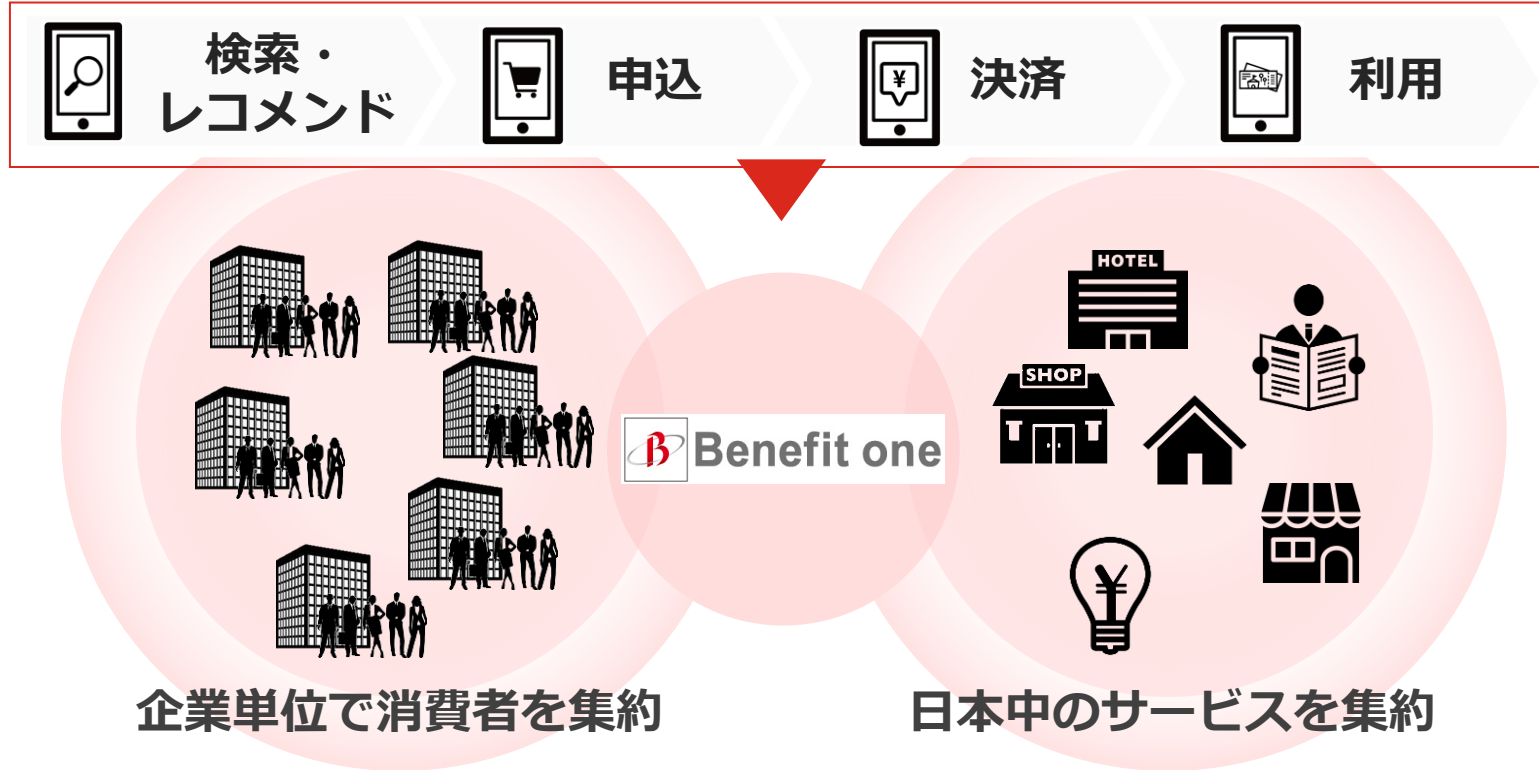 検索・
レコメンド
申込
¥
決済
利用
HOTEL
SHOP
B Benefit one
¥
企業単位で消費者を集約
日本中のサービスを集約